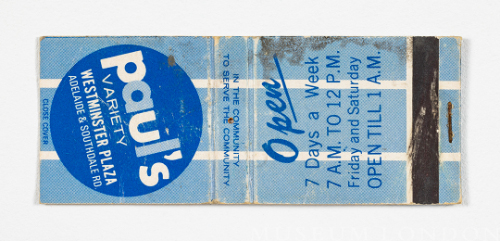 CLOSE COVER
paul's
VARIETY
WESTMINSTER PLAZA
ADELAIDE & SOUTHDALE RD.
IN THE COMMUNITY
TO SERVE THE COMMUNITY
Open
7 Days a Week
7 A.M. TO 12 P.M.
Friday and Saturday
OPEN TILL 1 A.M.